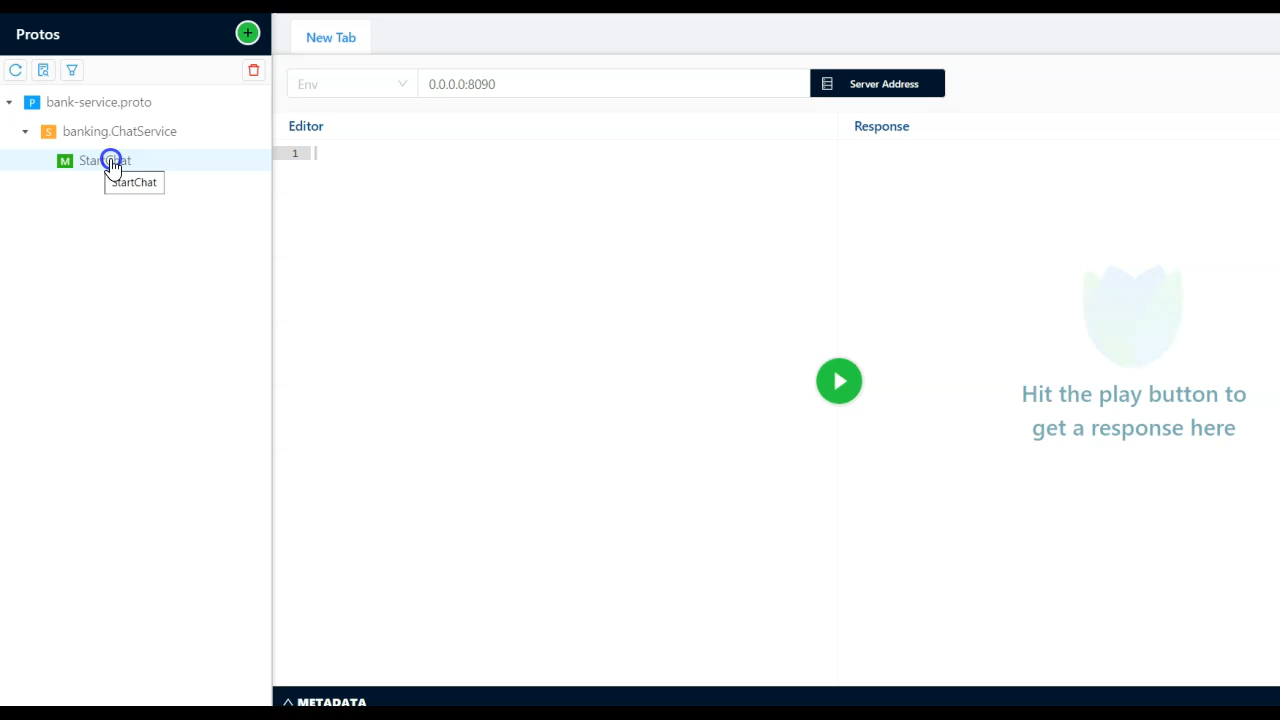 Protos
+
New Tab
Env
0.0.0.0:8090
Server Address
P bank-service.proto
S banking.ChatService
M StartChat
StartChat
Editor
Response
1
Hit the play button to
get a response here
METADATA